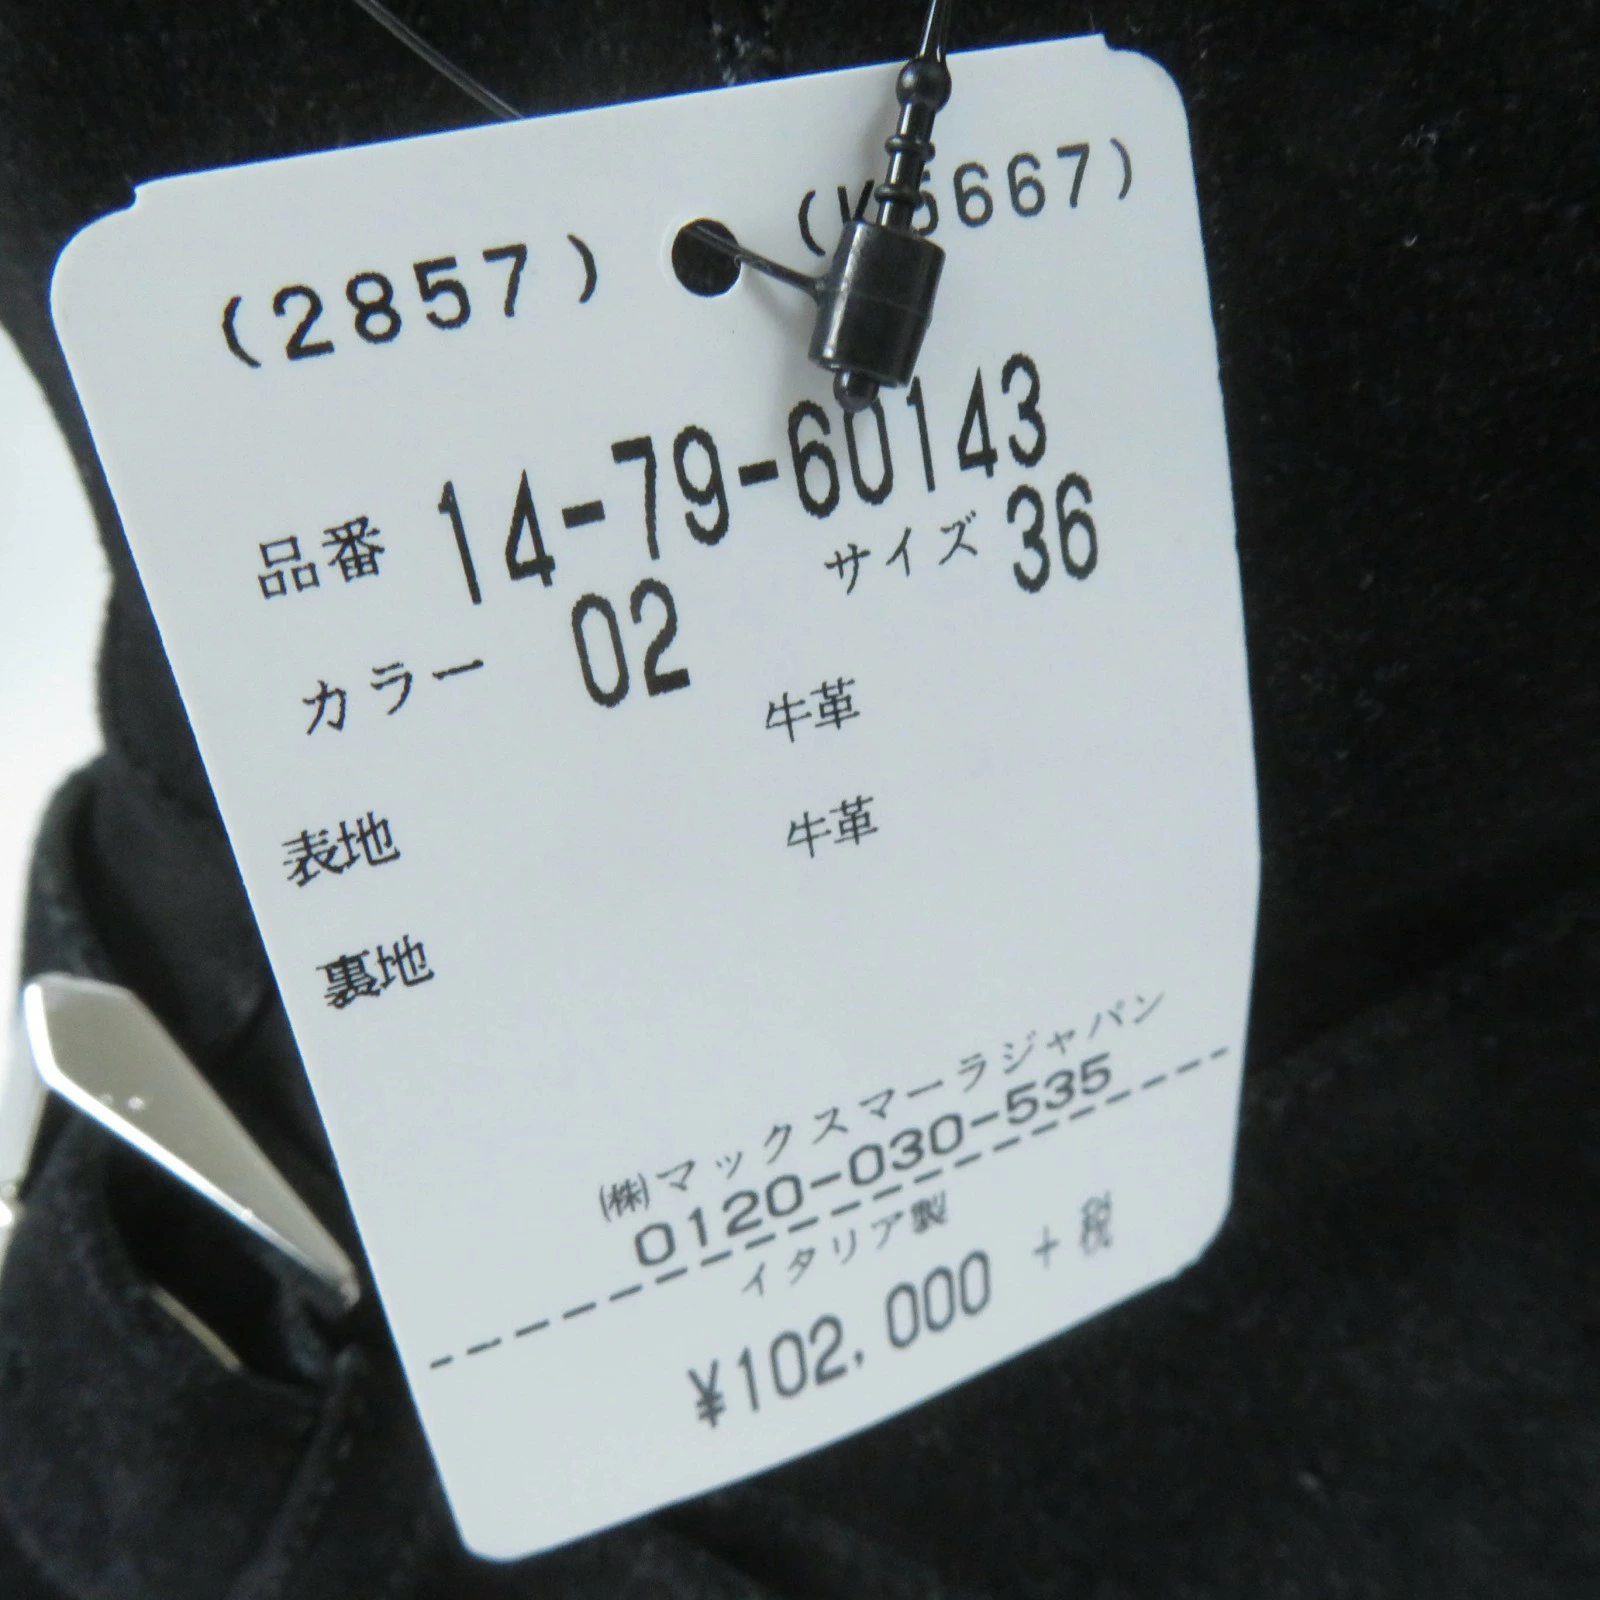 (2857)
品番 14-79-60143
カラー 02 サイズ 36
表地 牛革
裏地 牛革
㈱マックスマーラジャパン
0120-030-535
イタリア製
¥102,000 +税